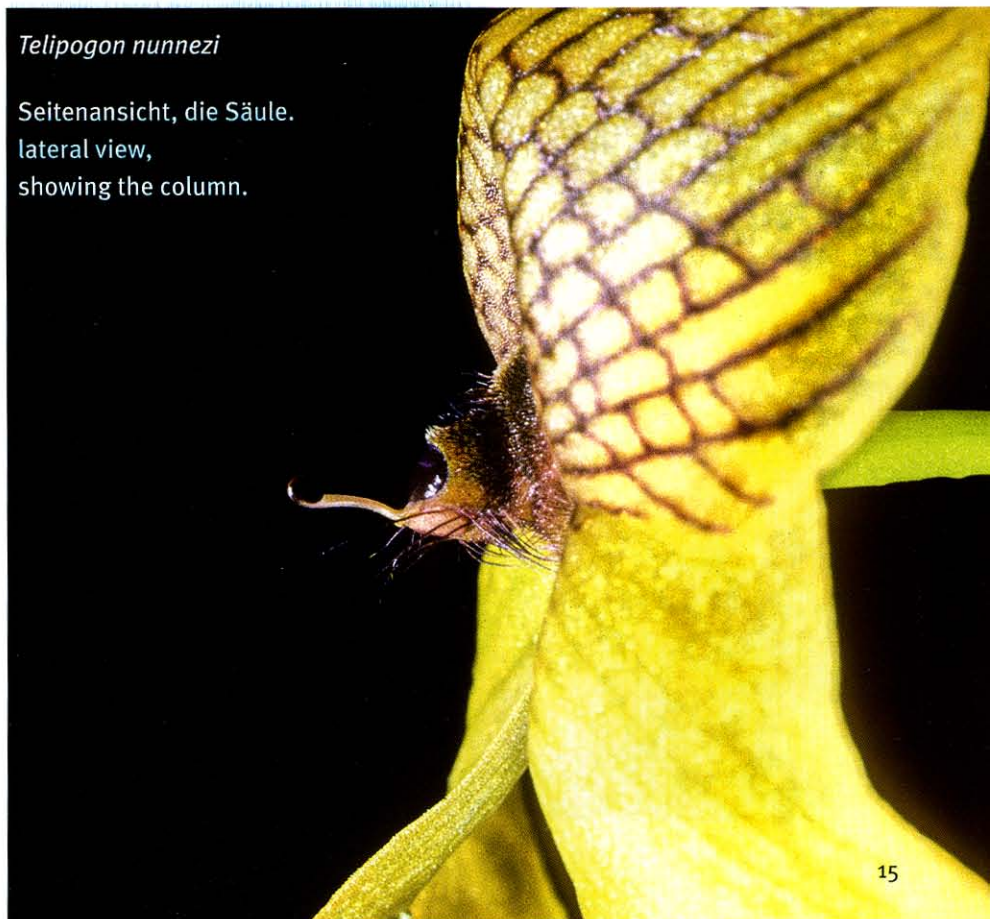 Telipogon nunnezi
Seitenansicht, die Säule.
lateral view,
showing the column.
15